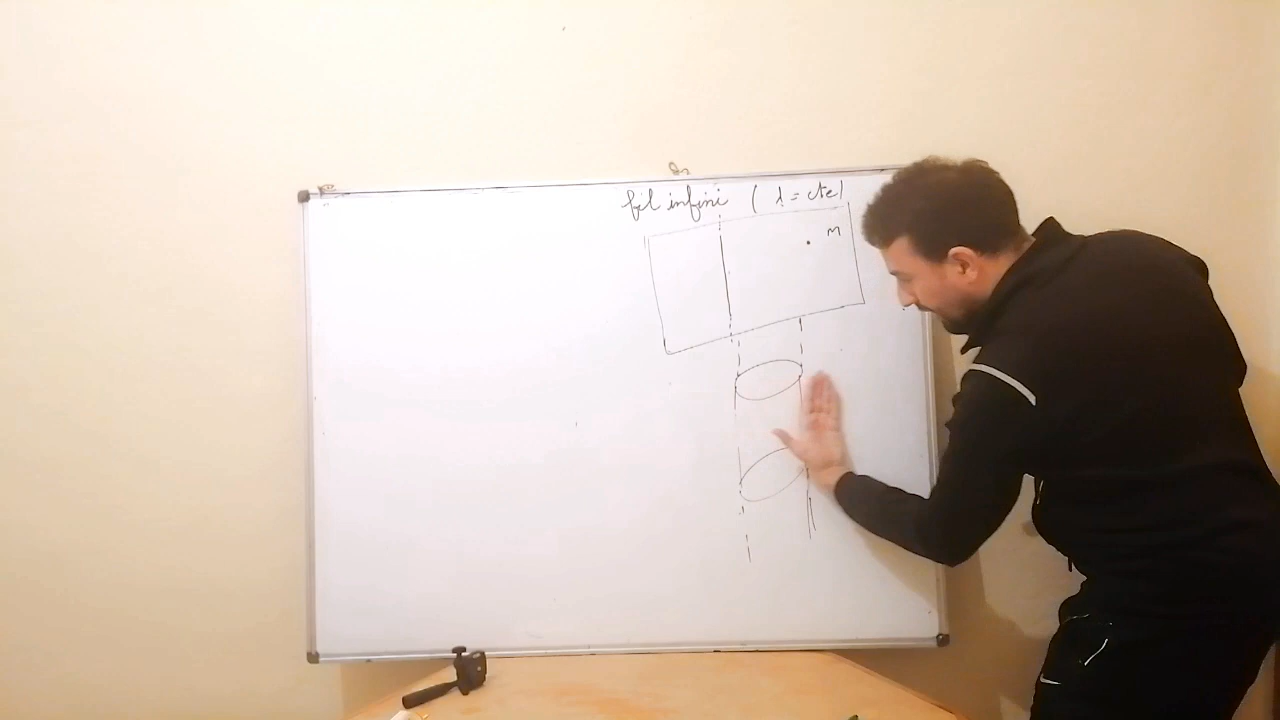 fil infini ( λ = cte)
M